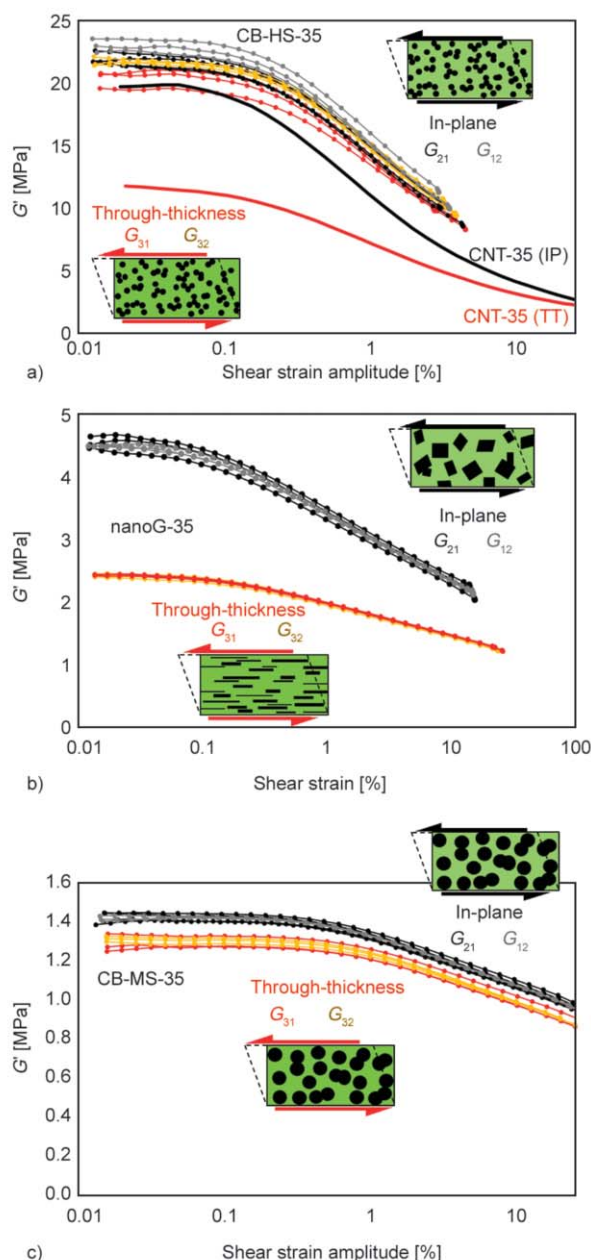 25
CB-HS-35
20
In-plane
G21 G12
15
G' [MPa]
10
Through-thickness
G31 G32
CNT-35 (IP)
5
CNT-35 (TT)
0
0.01 0.1 1 10
a) Shear strain amplitude [%]
5
4
In-plane
nanoG-35 G21 G12
3
G' [MPa]
2
Through-thickness
G31 G32
1
0
0.01 0.1 1 10 100
b) Shear strain [%]
1.6
In-plane
1.4
G21 G12
1.2
CB-MS-35 Through-thickness
1.0
G31 G32
G' [MPa]
0.8
0.6
0.4
0.2
0.0
0.01 0.1 1 10
c) Shear strain amplitude [%]